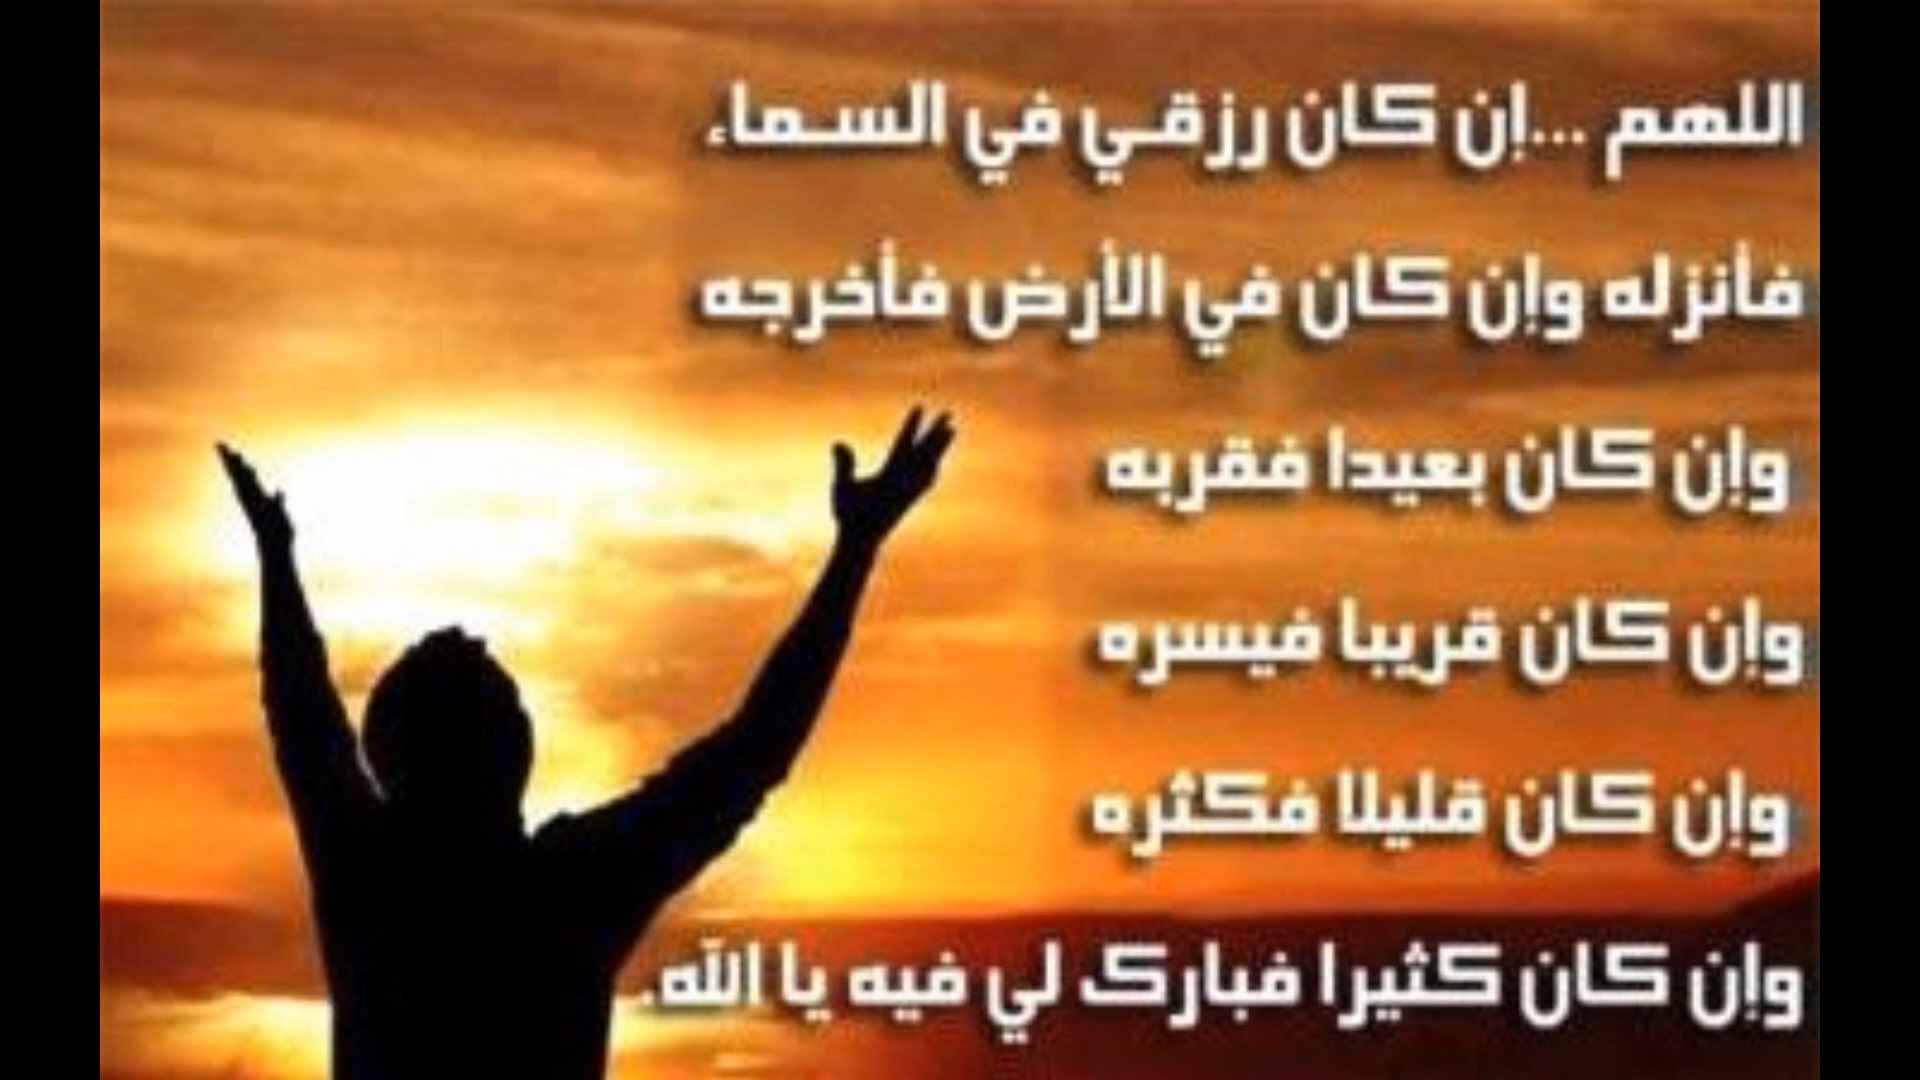 اللهم ...إن كان رزقي في السماء
فأنزله وإن كان في الأرض فأخرجه
وإن كان بعيدا فقربه
وإن كان قريبا فيسره
وإن كان قليلا فكثره
وإن كان كثيرا فبارك لي فيه يا الله.